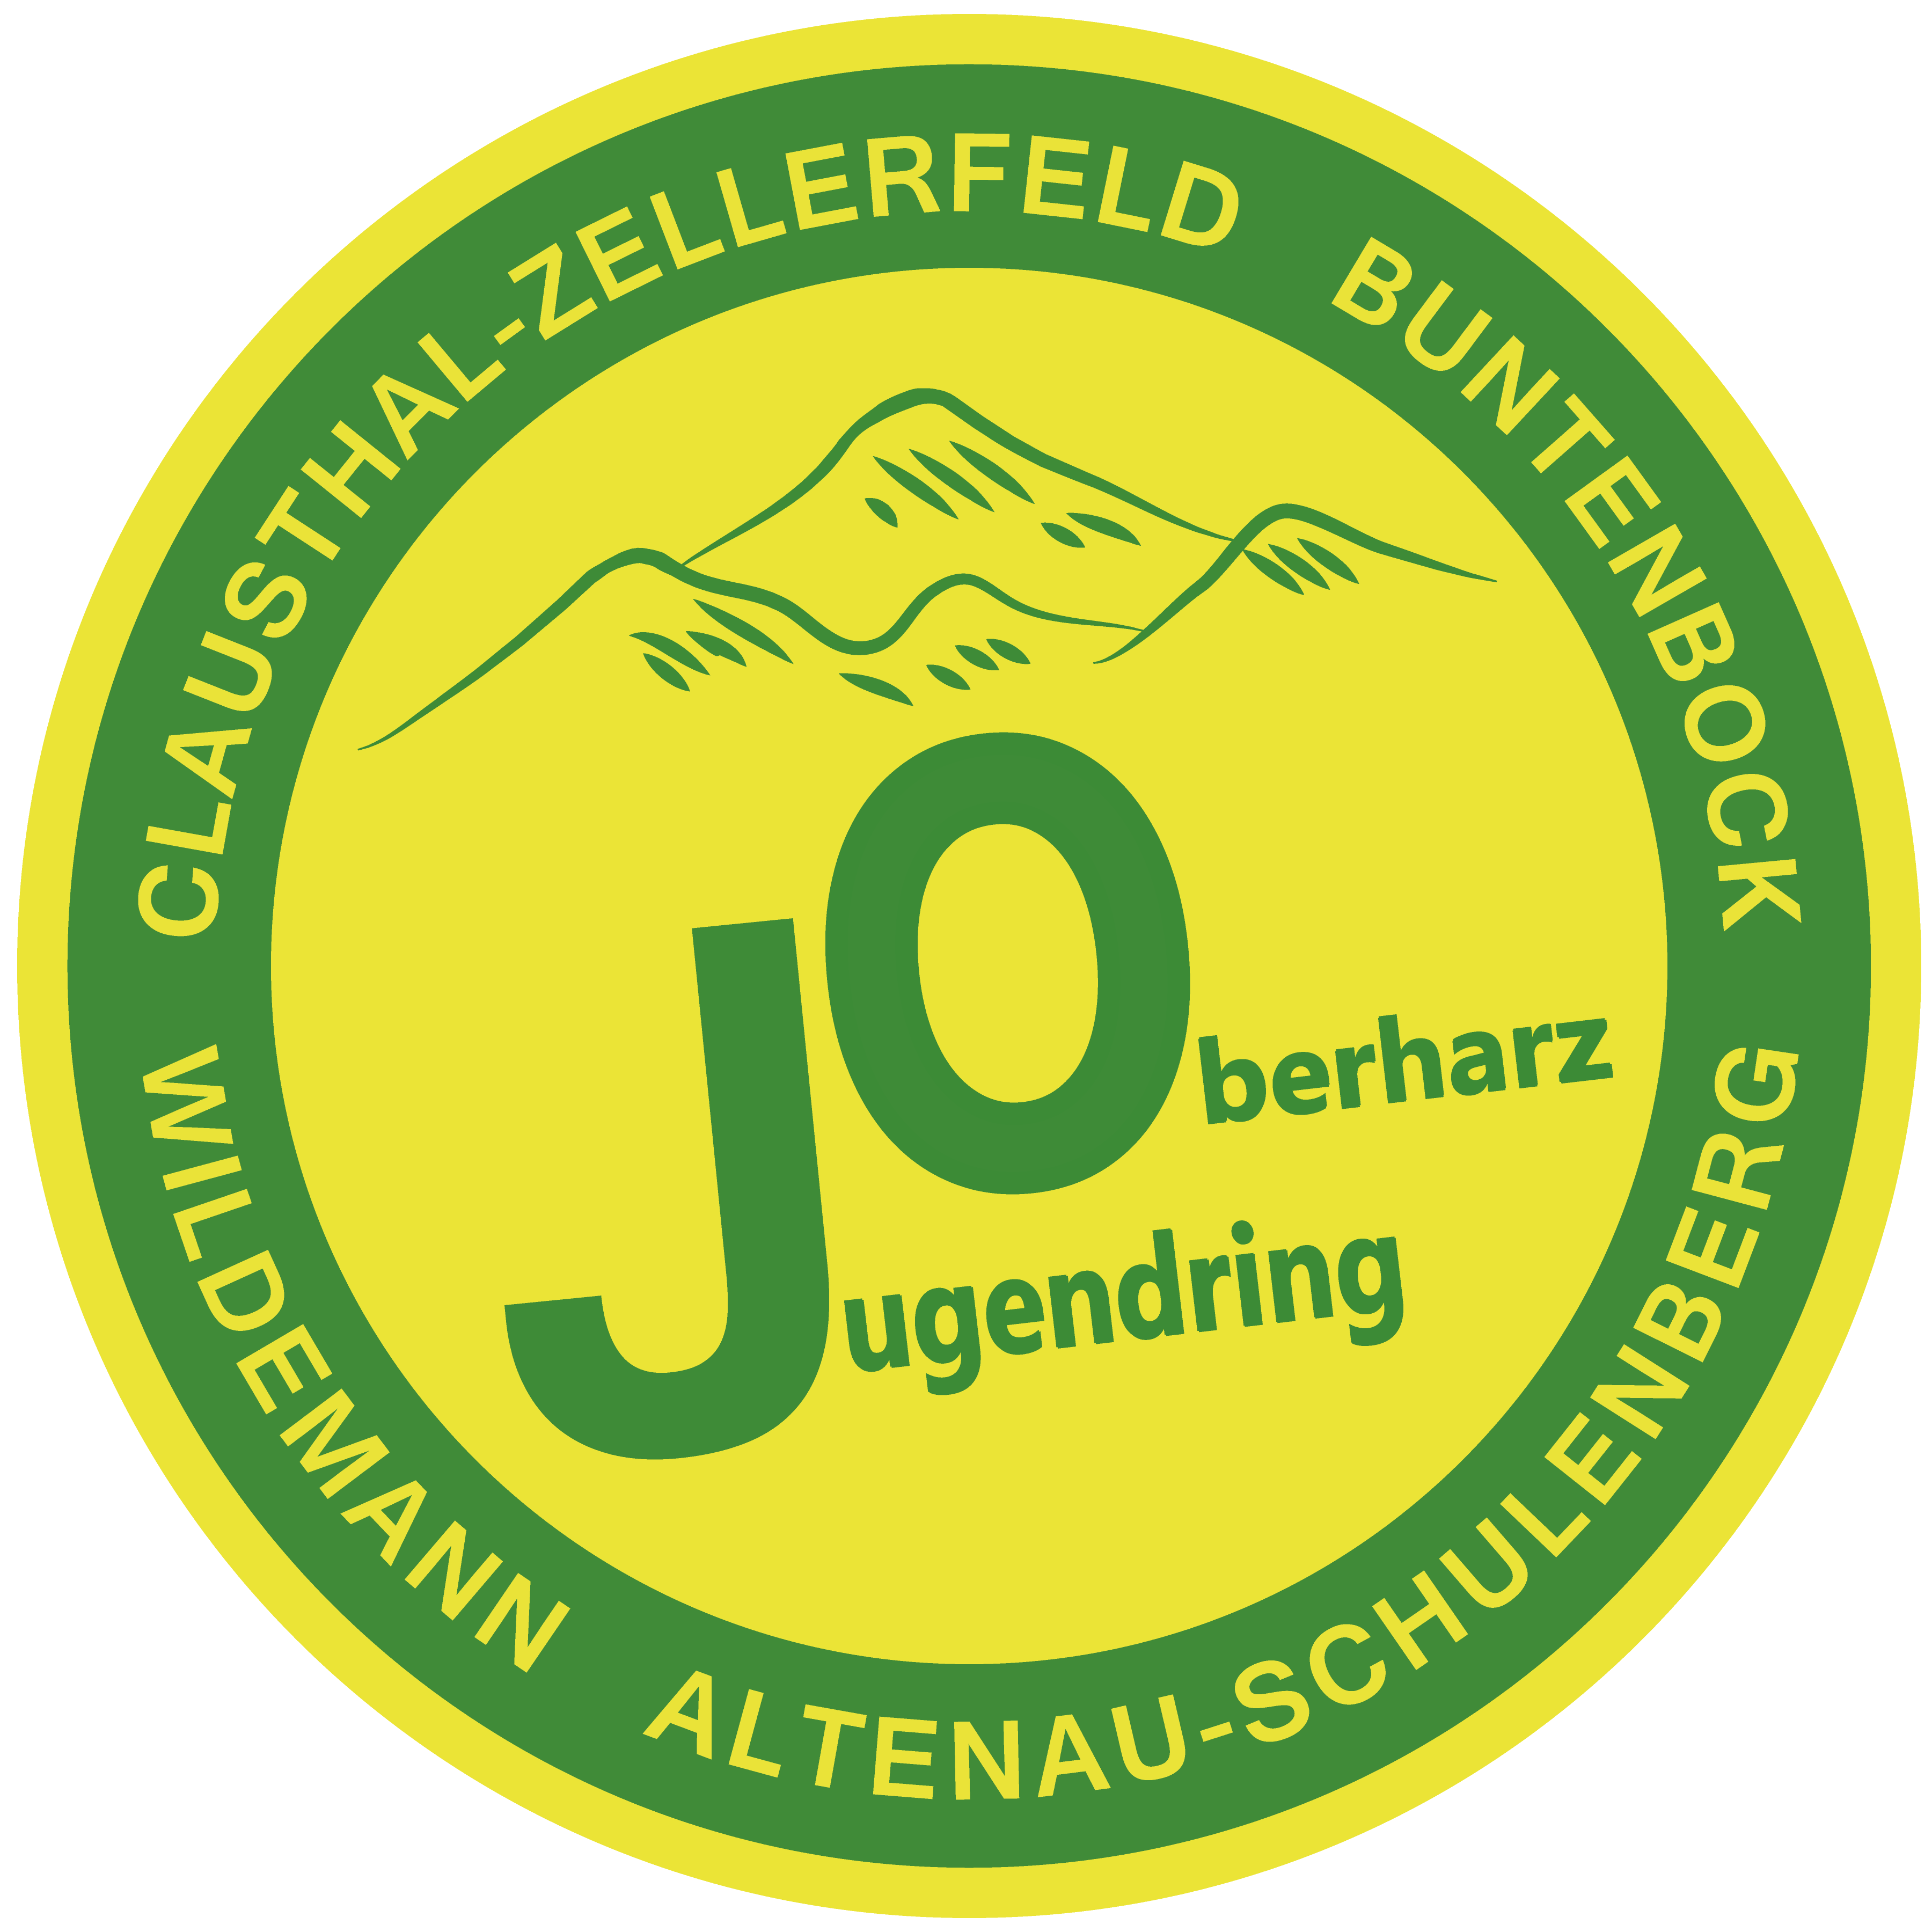 CLAUSTHAL-ZELLERFELD
BUNTENBOCK
WILDEMANN
ALTENAU-SCHULENBERG
jO
berharz
ugendring